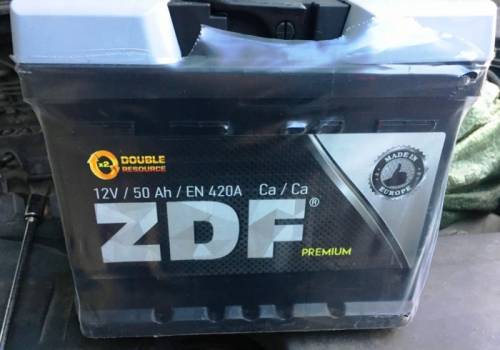 x2
DOUBLE
RESOURCE
12V / 50 Ah / EN 420A Ca / Ca
ZDF®
PREMIUM
MADE IN
EUROPE